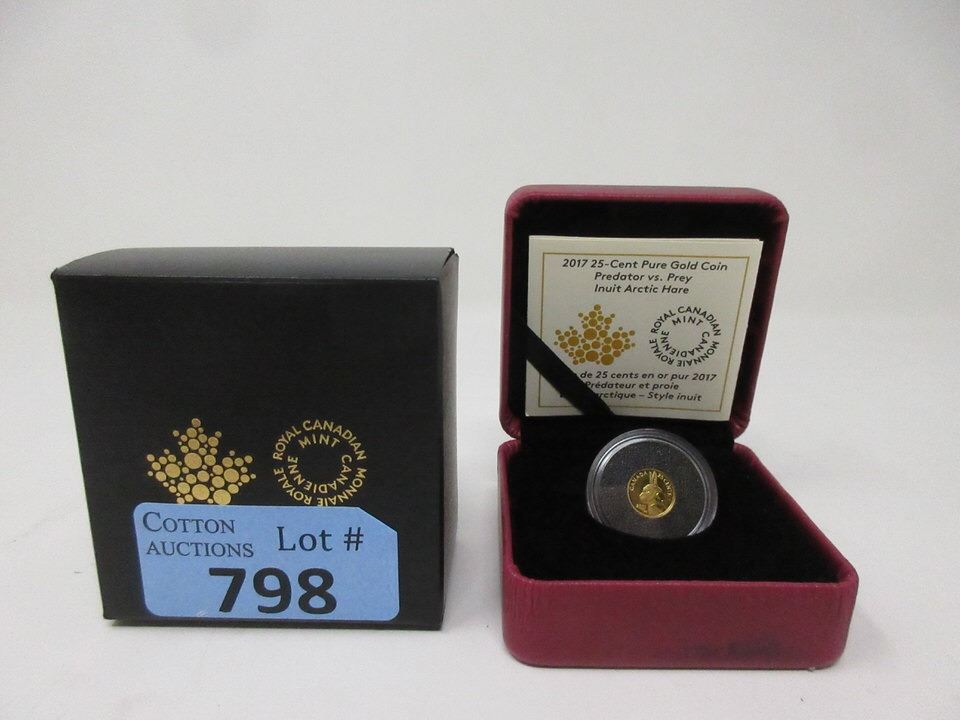 ROYAL CANADIAN MINT
MONNAIE ROYALE CANADIENNE
COTTON AUCTIONS
Lot #
798
2017 25-Cent Pure Gold Coin
Predator vs. Prey
Inuit Arctic Hare
ROYAL CANADIAN MINT
MONNAIE ROYALE CANADIENNE
de 25 cents en or pur 2017
Prédateur et proie
arctique – Style inuit
CANADA